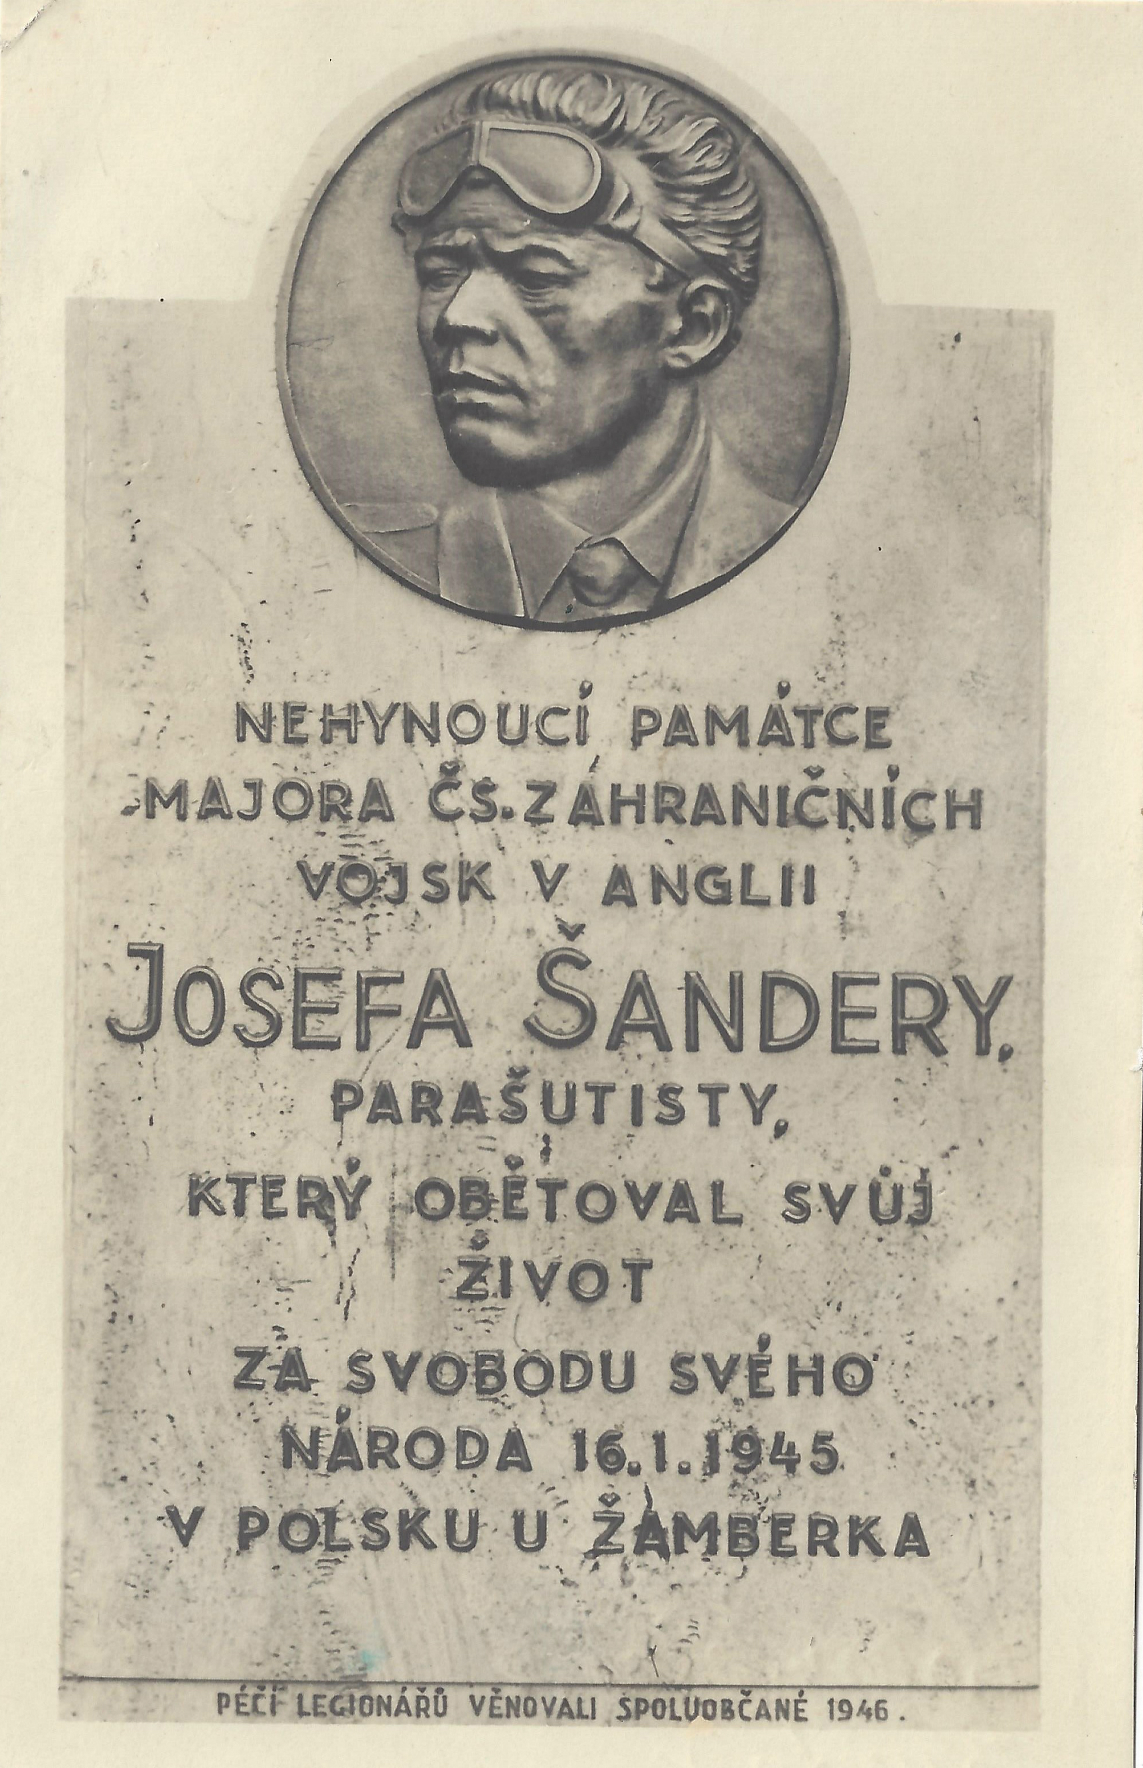 NEHYNOUCÍ PAMÁTCE
MAJORA ČS. ZAHRANIČNÍCH
VOJSK V ANGLII
JOSEFA ŠANDERY,
PARAŠUTISTY,
KTERÝ OBĚTOVAL SVŮJ
ŽIVOT
ZA SVOBODU SVÉHO
NÁRODA 16.1.1945
V POLSKU U ŽAMBERKA
PÉČÍ LEGIONÁŘŮ VĚNOVALI SPOLUOBČANÉ 1946.